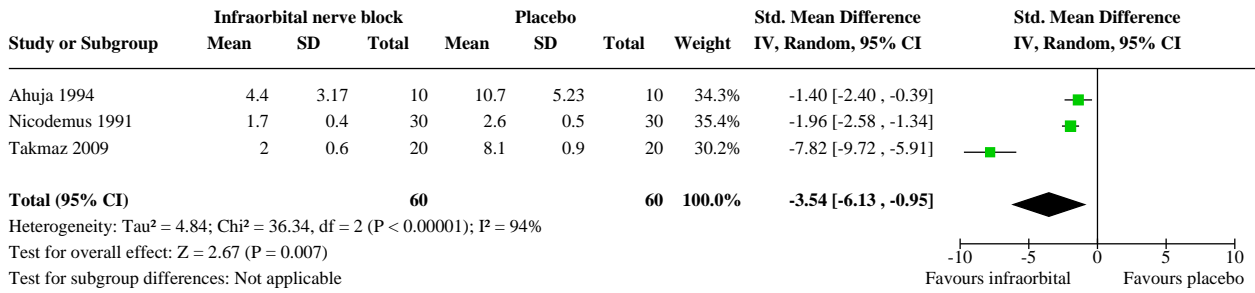 Infraorbital nerve block Placebo Std. Mean Difference Std. Mean Difference
Study or Subgroup Mean SD Total Mean SD Total Weight IV, Random, 95% CI IV, Random, 95% CI
Ahuja 1994 4.4 3.17 10 10.7 5.23 10 34.3% -1.40 [-2.40 , -0.39]
Nicodemus 1991 1.7 0.4 30 2.6 0.5 30 35.4% -1.96 [-2.58 , -1.34]
Takmaz 2009 2 0.6 20 8.1 0.9 20 30.2% -7.82 [-9.72 , -5.91]
Total (95% CI) 60 60 100.0% -3.54 [-6.13 , -0.95]
Heterogeneity: Tau² = 4.84; Chi² = 36.34, df = 2 (P < 0.00001); I² = 94%
Test for overall effect: Z = 2.67 (P = 0.007)
Test for subgroup differences: Not applicable
-10 -5 0 5 10
Favours infraorbital Favours placebo